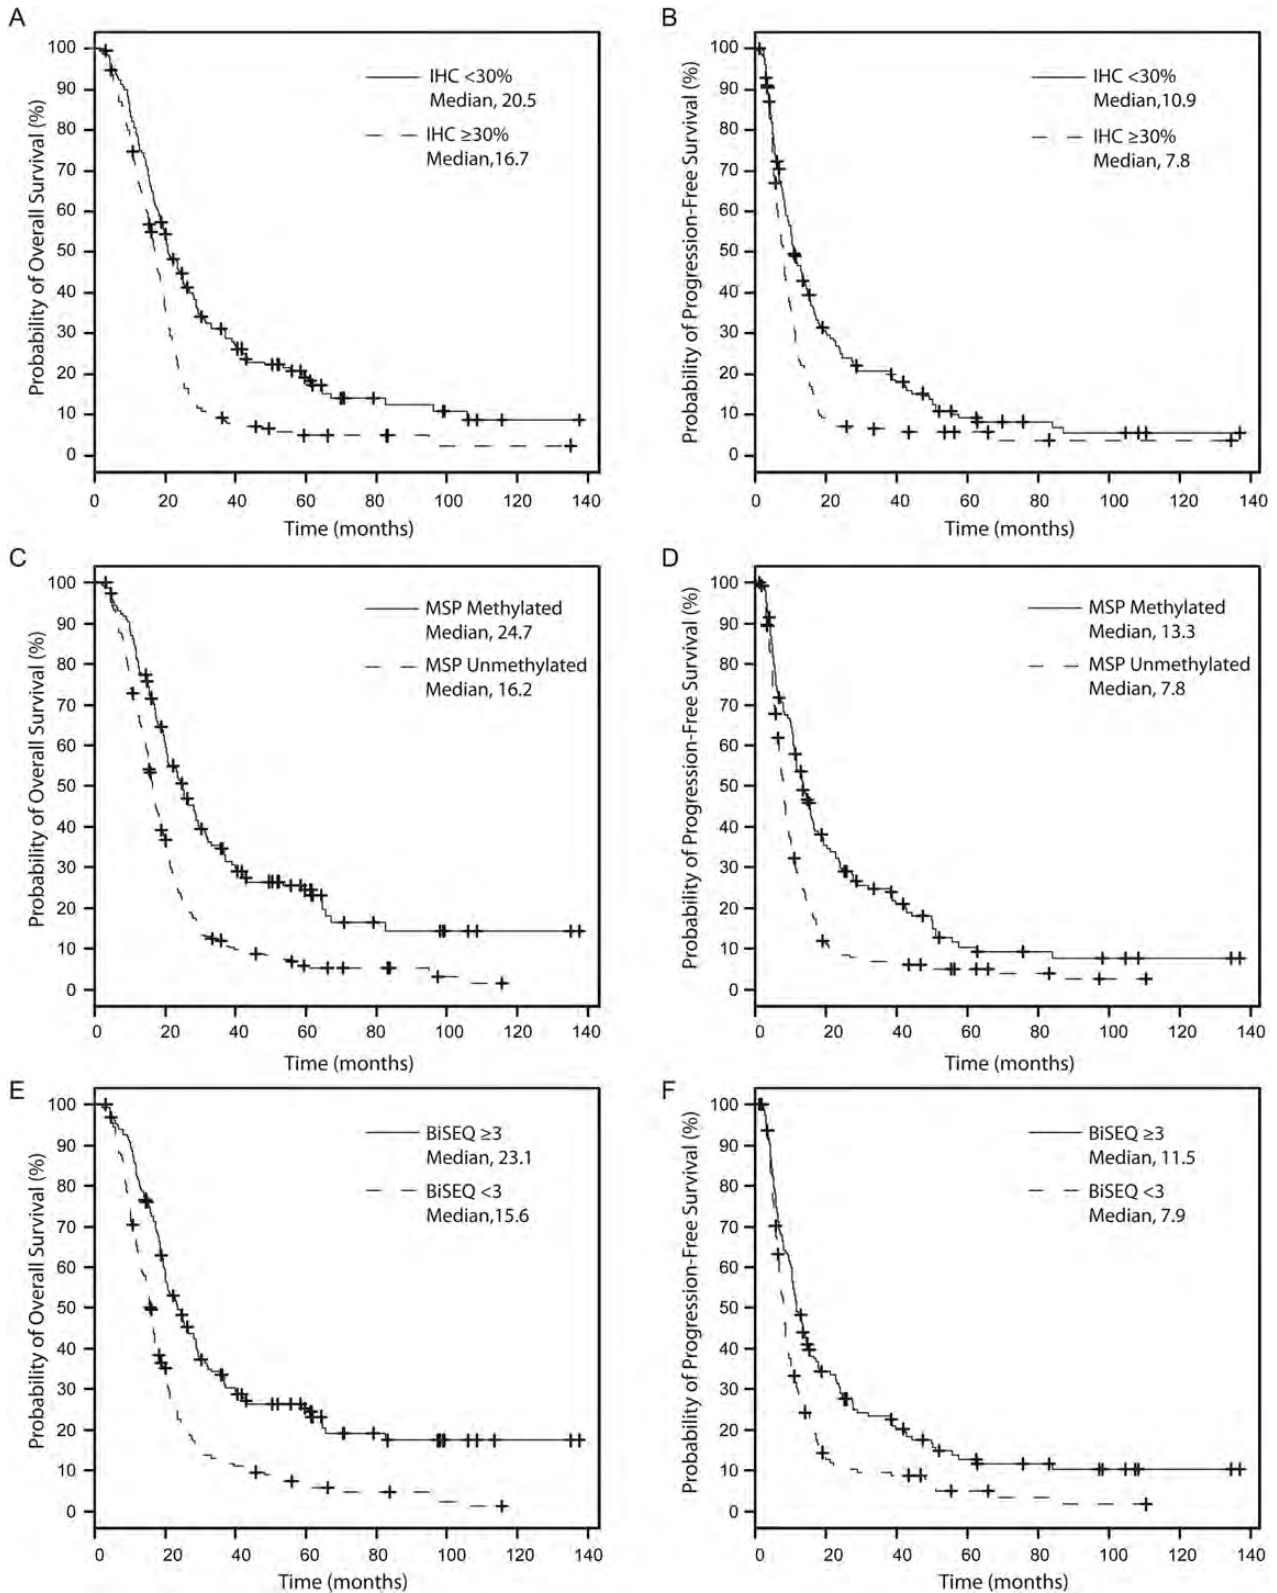 A
Probability of Overall Survival (%)
100
90
80
70
60
50
40
30
20
10
0
IHC <30%
Median, 20.5
IHC ≥30%
Median,16.7
0 20 40 60 80 100 120 140
Time (months)
B
Probability of Progression-Free Survival (%)
100
90
80
70
60
50
40
30
20
10
0
IHC <30%
Median,10.9
IHC ≥30%
Median, 7.8
0 20 40 60 80 100 120 140
Time (months)
C
Probability of Overall Survival (%)
100
90
80
70
60
50
40
30
20
10
0
MSP Methylated
Median, 24.7
MSP Unmethylated
Median, 16.2
0 20 40 60 80 100 120 140
Time (months)
D
Probability of Progression-Free Survival (%)
100
90
80
70
60
50
40
30
20
10
0
MSP Methylated
Median, 13.3
MSP Unmethylated
Median, 7.8
0 20 40 60 80 100 120 140
Time (months)
E
Probability of Overall Survival (%)
100
90
80
70
60
50
40
30
20
10
0
BiSEQ ≥3
Median, 23.1
BiSEQ <3
Median,15.6
0 20 40 60 80 100 120 140
Time (months)
F
Probability of Progression-Free Survival (%)
100
90
80
70
60
50
40
30
20
10
0
BiSEQ ≥3
Median, 11.5
BiSEQ <3
Median, 7.9
0 20 40 60 80 100 120 140
Time (months)